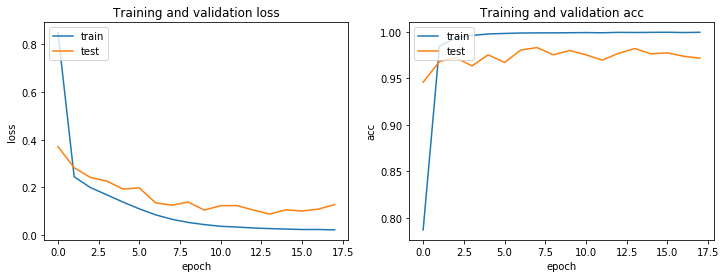 Training and validation loss
train
test
0.8
0.6
0.4
0.2
0.0
loss
0.0
2.5
5.0
7.5
10.0
12.5
15.0
17.5
epoch
Training and validation acc
train
test
1.00
0.95
0.90
0.85
0.80
acc
0.0
2.5
5.0
7.5
10.0
12.5
15.0
17.5
epoch